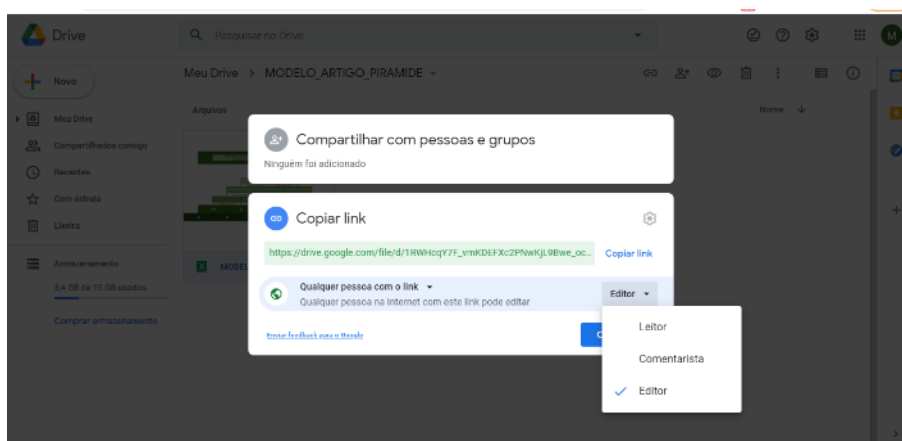 Drive
Pesquisar no Drive
M
Novo
Meu Drive > MODELO_ARTIGO_PIRAMIDE
Meu Drive
Compartilhados comigo
Recentes
Com estrela
Lixeira
Armazenamento
3,4 GB de 15 GB usados
Comprar armazenamento
Arquivos
Nome
MODEL
Compartilhar com pessoas e grupos
Ninguém foi adicionado
Copiar link
https://drive.google.com/file/d/1RWHcqY7F_vmKDEFXc2PNwKjL9Bwe_oc...
Copiar link
Qualquer pessoa com o link
Qualquer pessoa na Internet com este link pode editar
Editor
Enviar feedback para o Google
C
Leitor
Comentarista
Editor